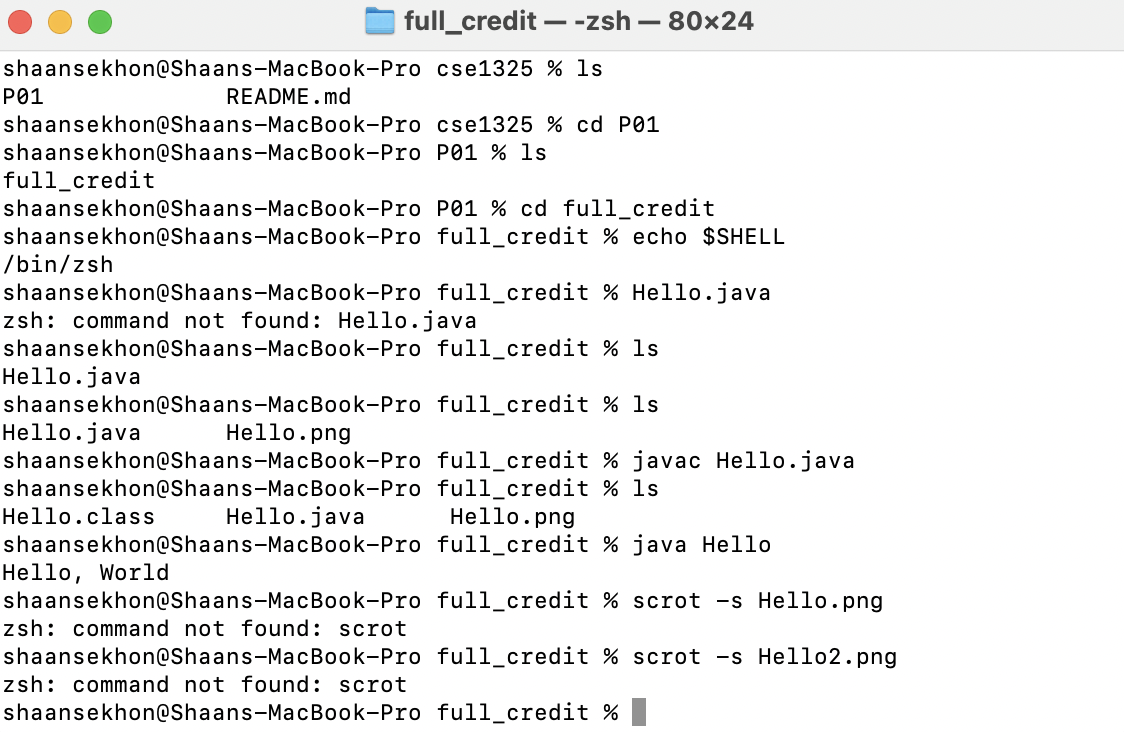 full_credit — -zsh — 80×24
shaansekhon@Shaans-MacBook-Pro cse1325 % ls
P01             README.md
shaansekhon@Shaans-MacBook-Pro cse1325 % cd P01
shaansekhon@Shaans-MacBook-Pro P01 % ls
full_credit
shaansekhon@Shaans-MacBook-Pro P01 % cd full_credit
shaansekhon@Shaans-MacBook-Pro full_credit % echo $SHELL
/bin/zsh
shaansekhon@Shaans-MacBook-Pro full_credit % Hello.java
zsh: command not found: Hello.java
shaansekhon@Shaans-MacBook-Pro full_credit % ls
Hello.java
shaansekhon@Shaans-MacBook-Pro full_credit % ls
Hello.java      Hello.png
shaansekhon@Shaans-MacBook-Pro full_credit % javac Hello.java
shaansekhon@Shaans-MacBook-Pro full_credit % ls
Hello.class     Hello.java      Hello.png
shaansekhon@Shaans-MacBook-Pro full_credit % java Hello
Hello, World
shaansekhon@Shaans-MacBook-Pro full_credit % scrot -s Hello.png
zsh: command not found: scrot
shaansekhon@Shaans-MacBook-Pro full_credit % scrot -s Hello2.png
zsh: command not found: scrot
shaansekhon@Shaans-MacBook-Pro full_credit %